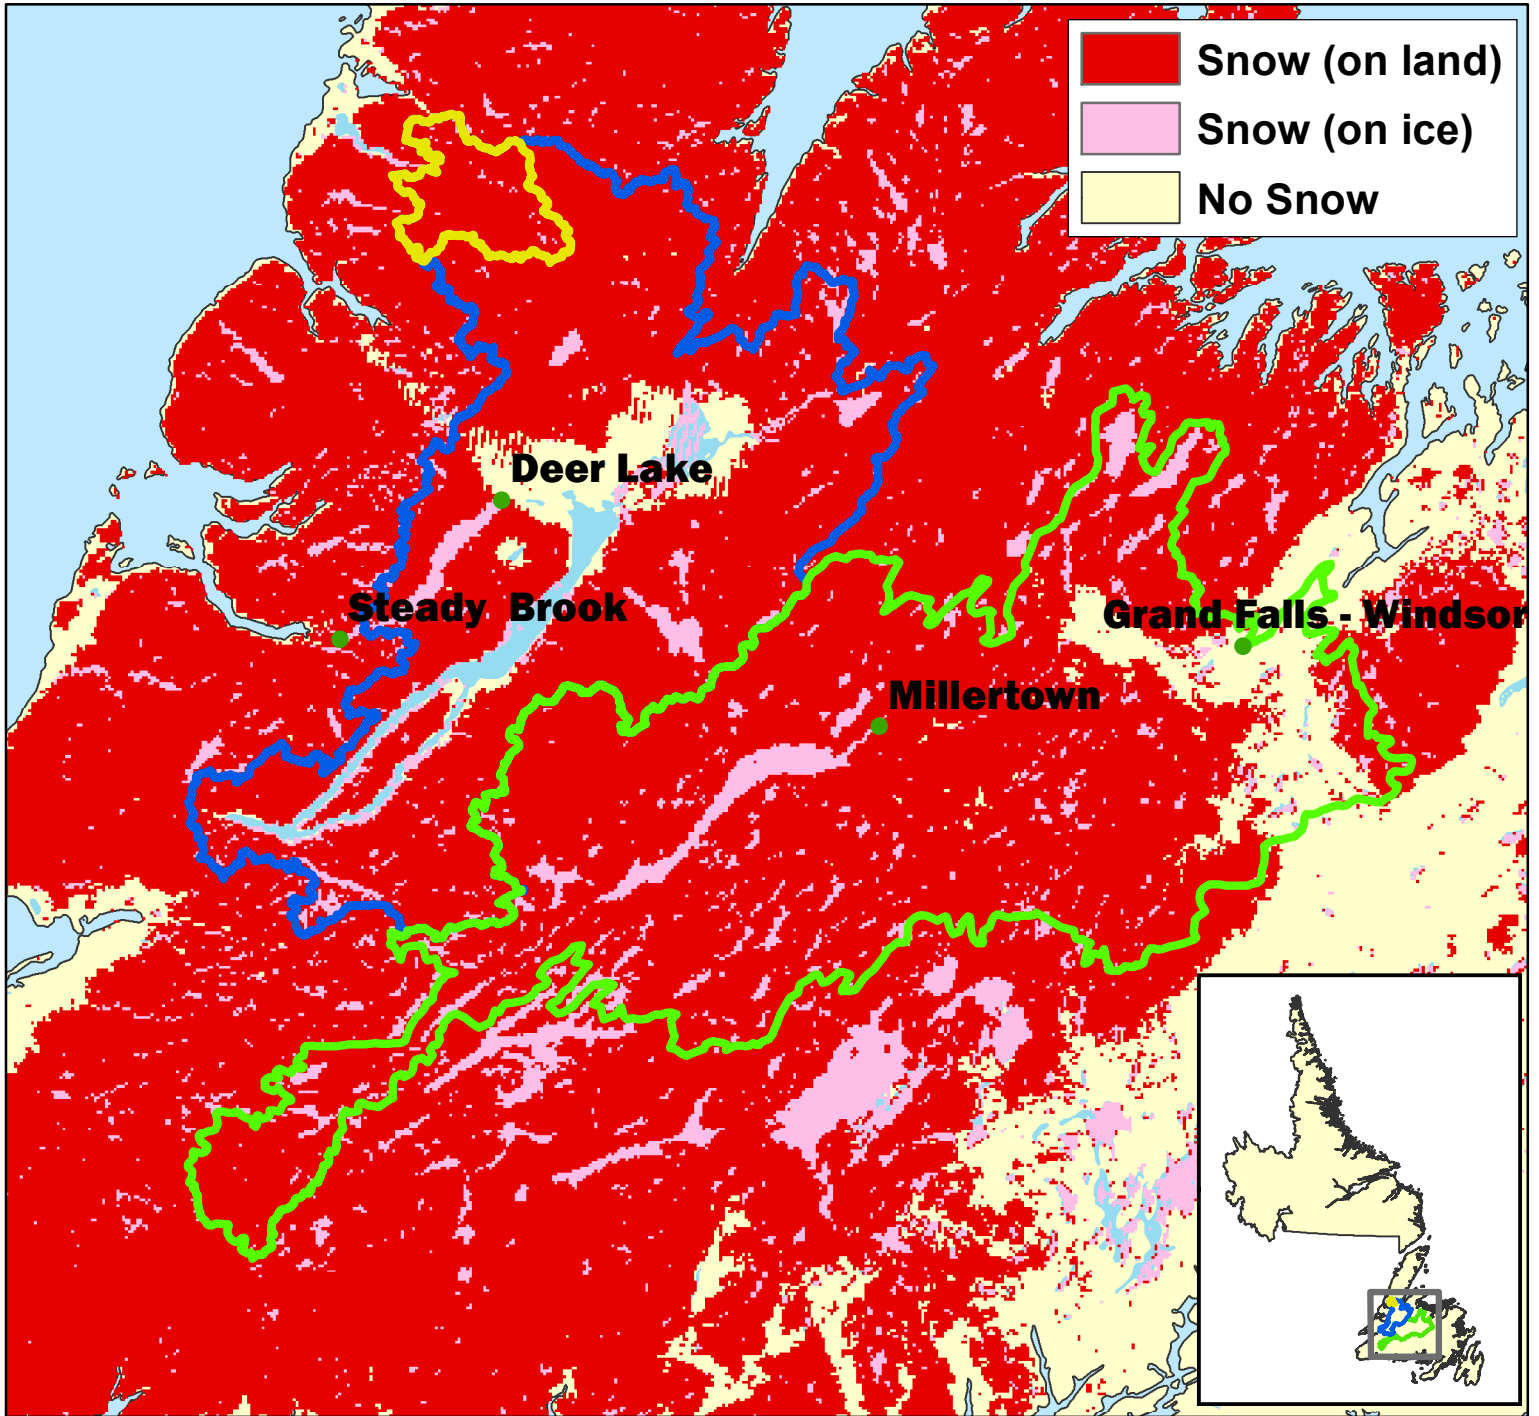 Snow (on land)
Snow (on ice)
No Snow
Deer Lake
Steady Brook
Grand Falls - Windsor
Millertown